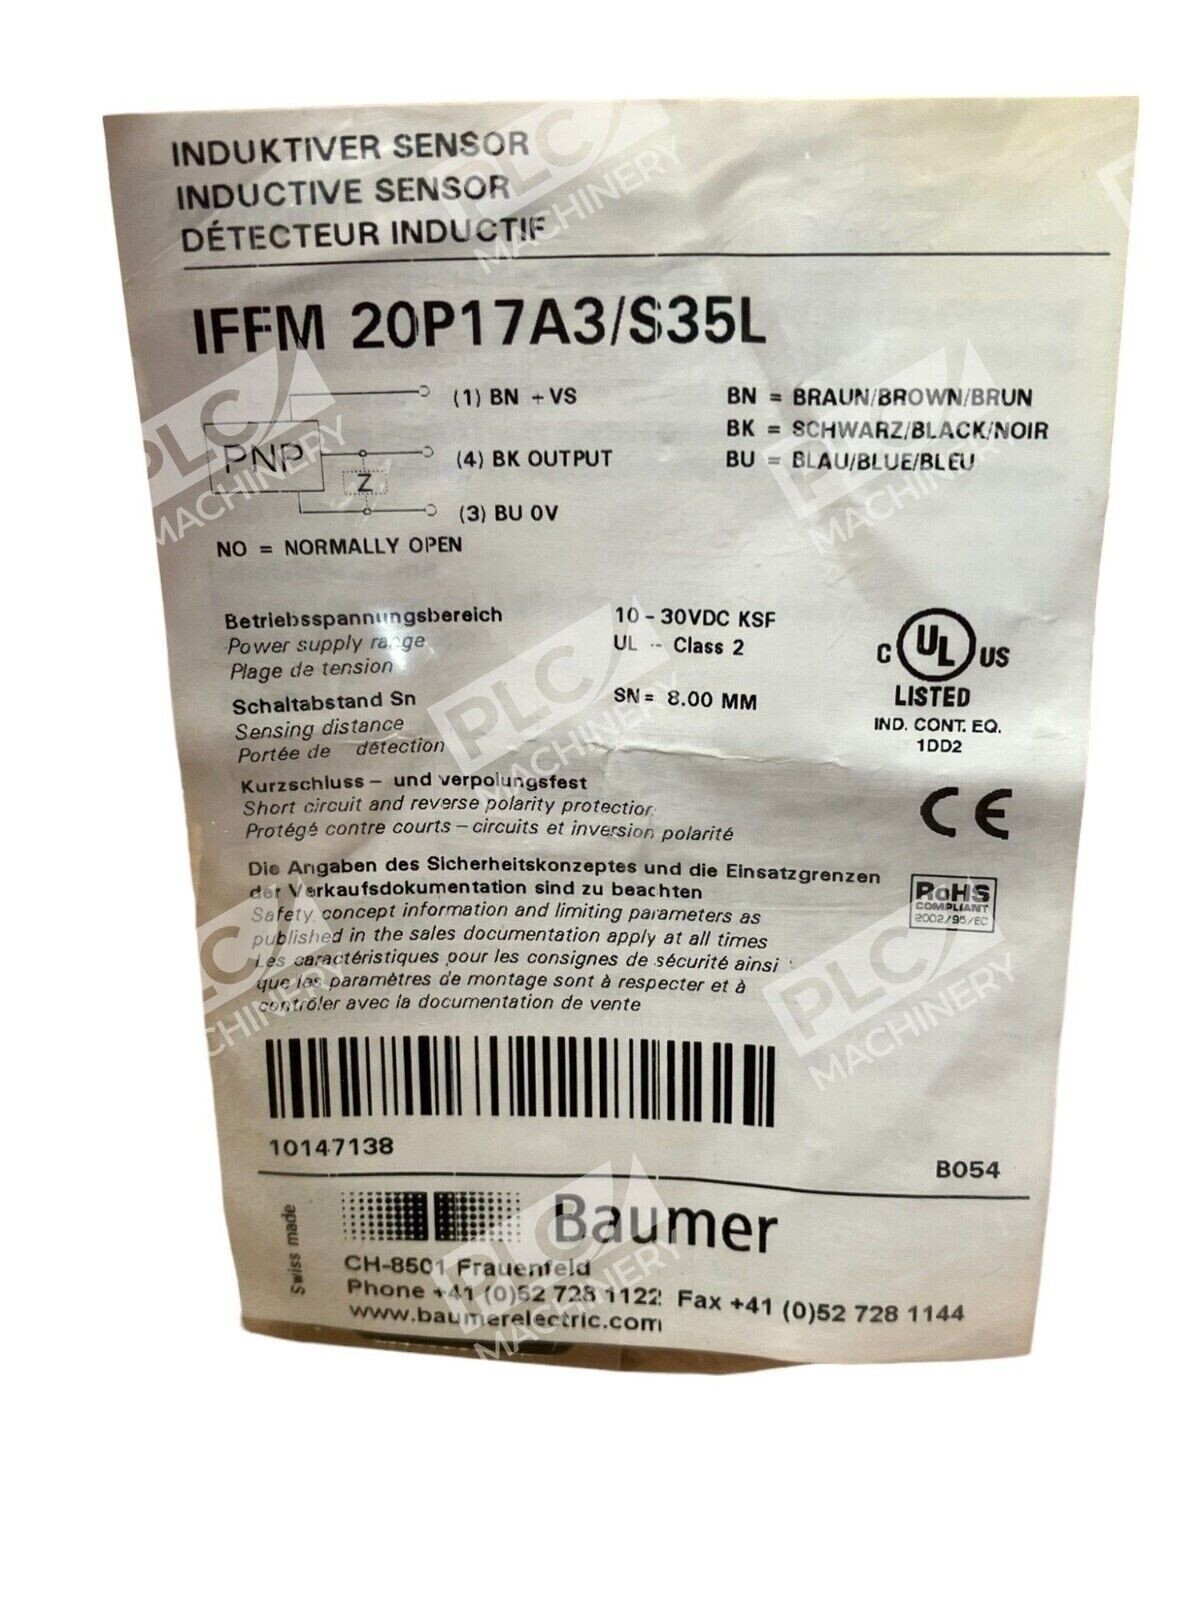 INDUKTIVER SENSOR
INDUCTIVE SENSOR
DÉTECTEUR INDUCTIF
IFFM 20P17A3/S35L
(1) BN + VS
PNP
(4) BK OUTPUT
Z
(3) BU 0V
NO = NORMALLY OPEN
BN = BRAUN/BROWN/BRUN
BK = SCHWARZ/BLACK/NOIR
BU = BLAU/BLUE/BLEU
Betriebsspannungsbereich
Power supply range
Plage de tension
10 - 30VDC KSF
UL - Class 2
Schaltabstand Sn
Sensing distance
Portée de détection
SN = 8.00 MM
C UL US
LISTED
IND. CONT. EQ.
1DD2
Kurzschluss - und verpolungsfest
Short circuit and reverse polarity protection
Protégé contre courts - circuits et inversion polarité
CE
Die Angaben des Sicherheitskonzeptes und die Einsatzgrenzen
der Verkaufsdokumentation sind zu beachten
Safety concept information and limiting parameters as
published in the sales documentation apply at all times
Les caractéristiques pour les consignes de sécurité ainsi
que les paramètres de montage sont à respecter et à
contrôler avec la documentation de vente
RoHS
COMPLIANT
2002/95/EC
10147138
B054
Swiss made
Baumer
CH-8501 Frauenfeld
Phone +41 (0)52 728 1122 Fax +41 (0)52 728 1144
www.baumerelectric.com
PLC
MACHINERY